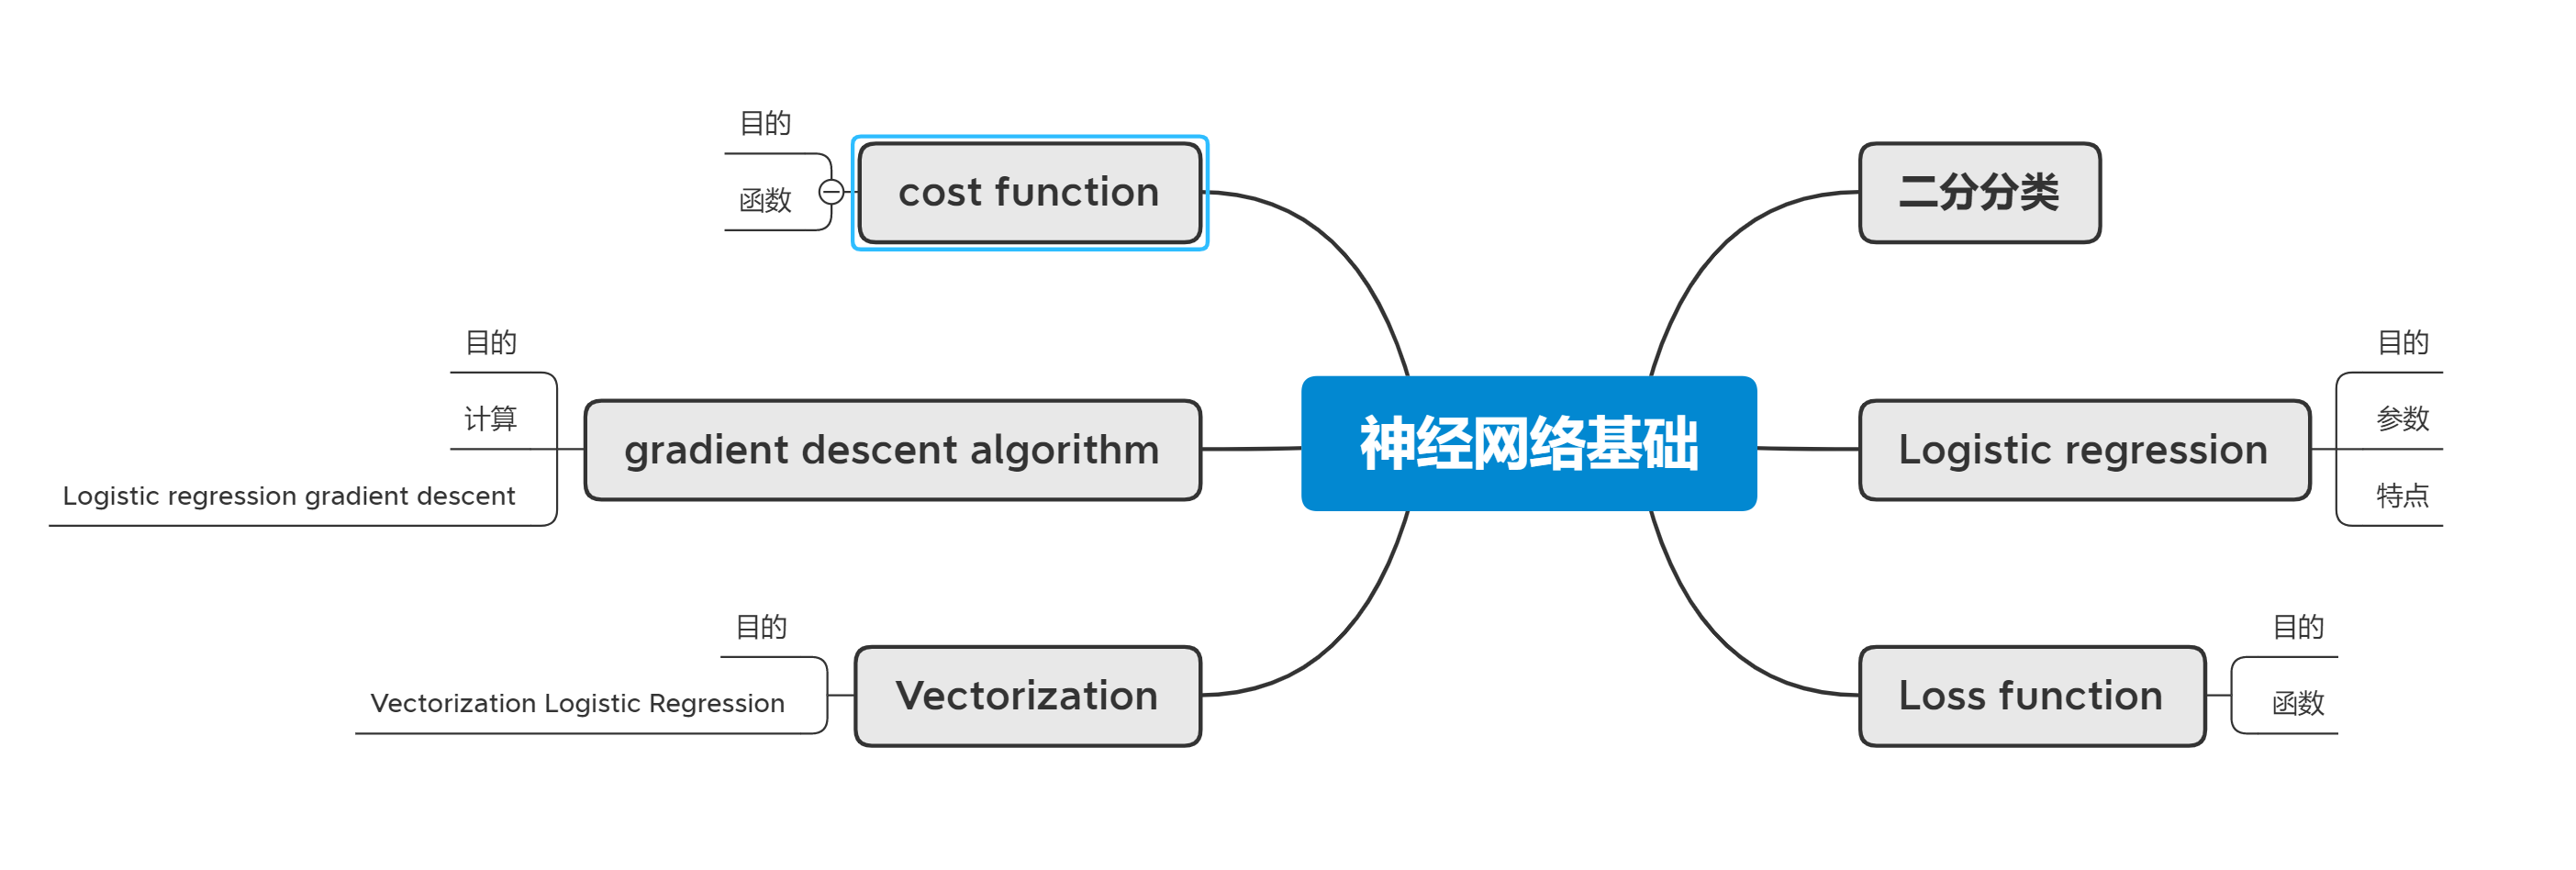 目的
函数
cost function
二分分类
目的
计算
Logistic regression gradient descent
gradient descent algorithm
神经网络基础
Logistic regression
目的
参数
特点
目的
Vectorization Logistic Regression
Vectorization
Loss function
目的
函数